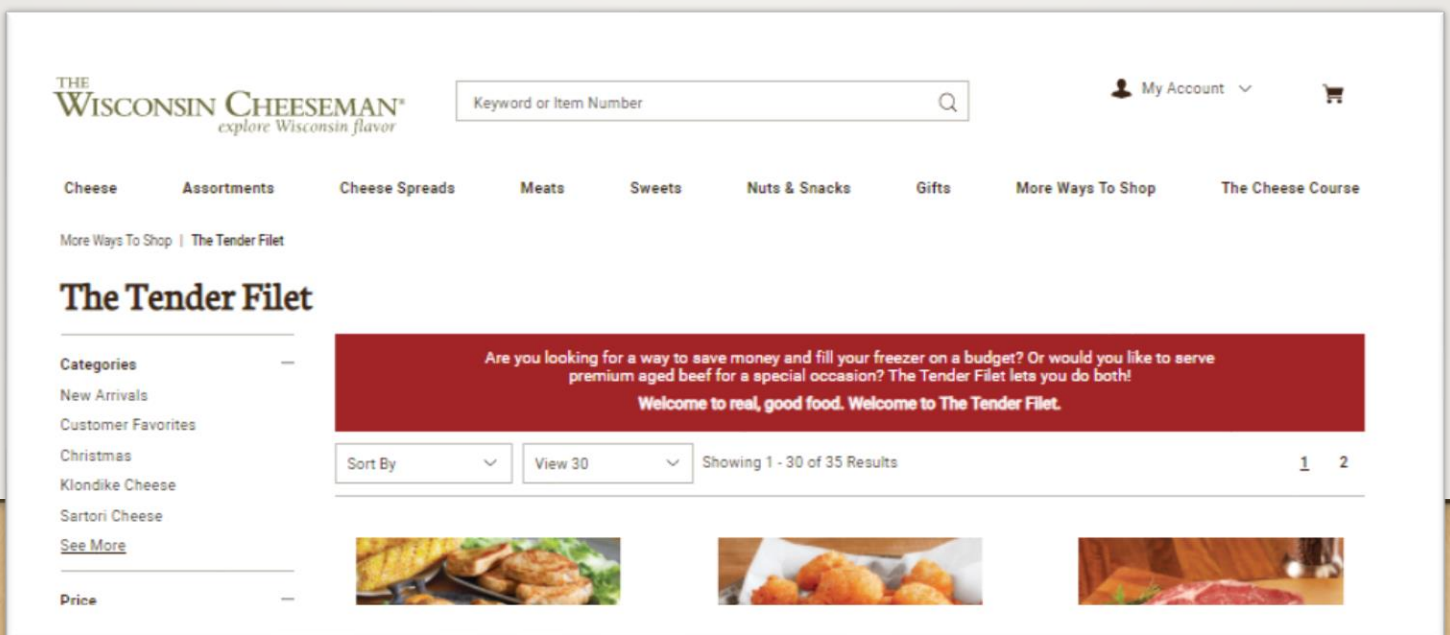 THE
WISCONSIN CHEESEMAN®
explore Wisconsin flavor
Keyword or Item Number
My Account
Cheese
Assortments
Cheese Spreads
Meats
Sweets
Nuts & Snacks
Gifts
More Ways To Shop
The Cheese Course
More Ways To Shop | The Tender Filet
The Tender Filet
Categories
New Arrivals
Customer Favorites
Christmas
Klondike Cheese
Sartori Cheese
See More
Price
Are you looking for a way to save money and fill your freezer on a budget? Or would you like to serve
premium aged beef for a special occasion? The Tender Filet lets you do both!
Welcome to real, good food. Welcome to The Tender Filet.
Sort By
View 30
Showing 1 - 30 of 35 Results
1 2